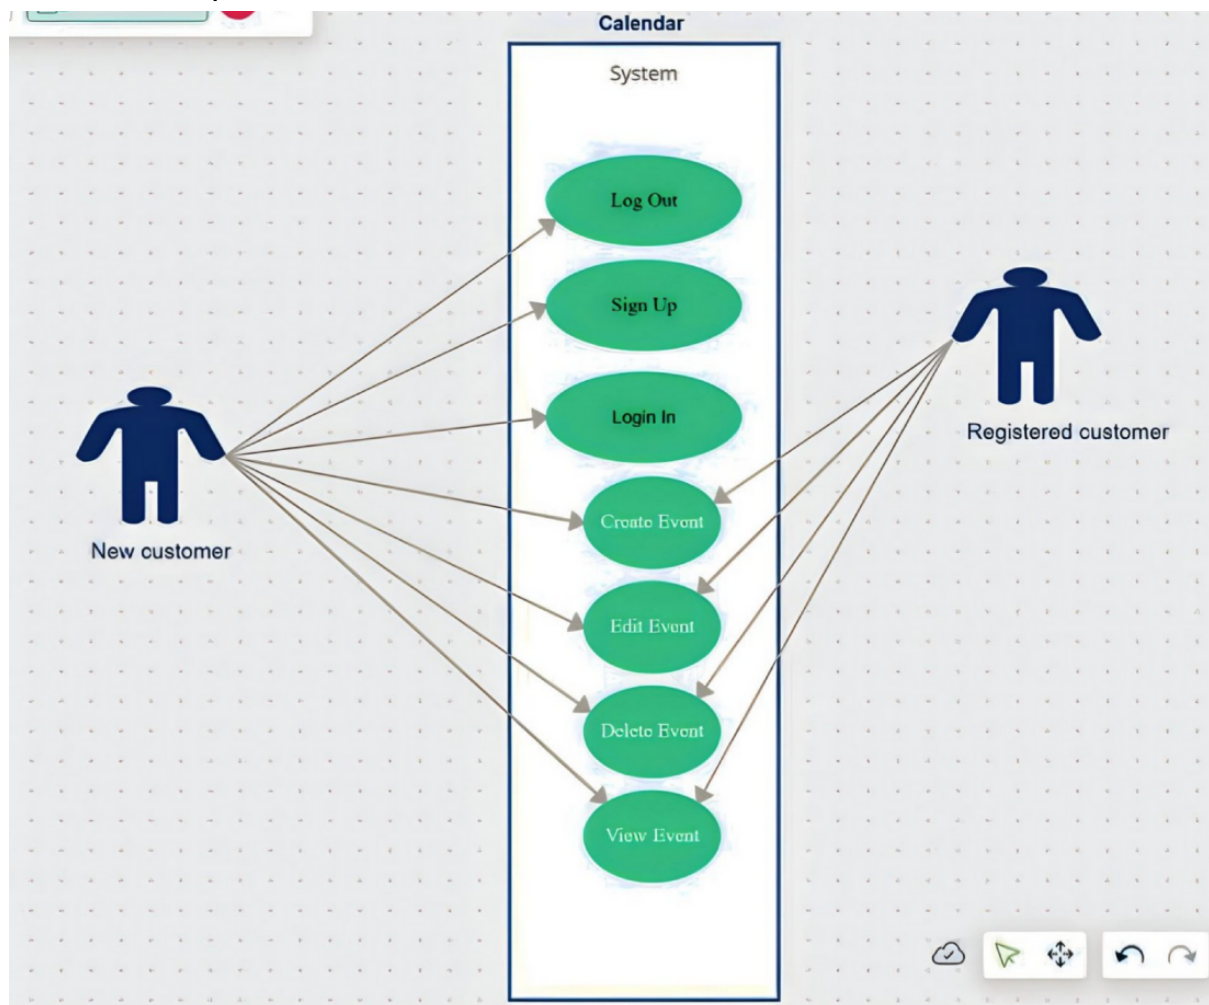 Calendar
System
Log Out
Sign Up
Login In
Create Event
Edit Event
Delete Event
View Event
New customer
Registered customer